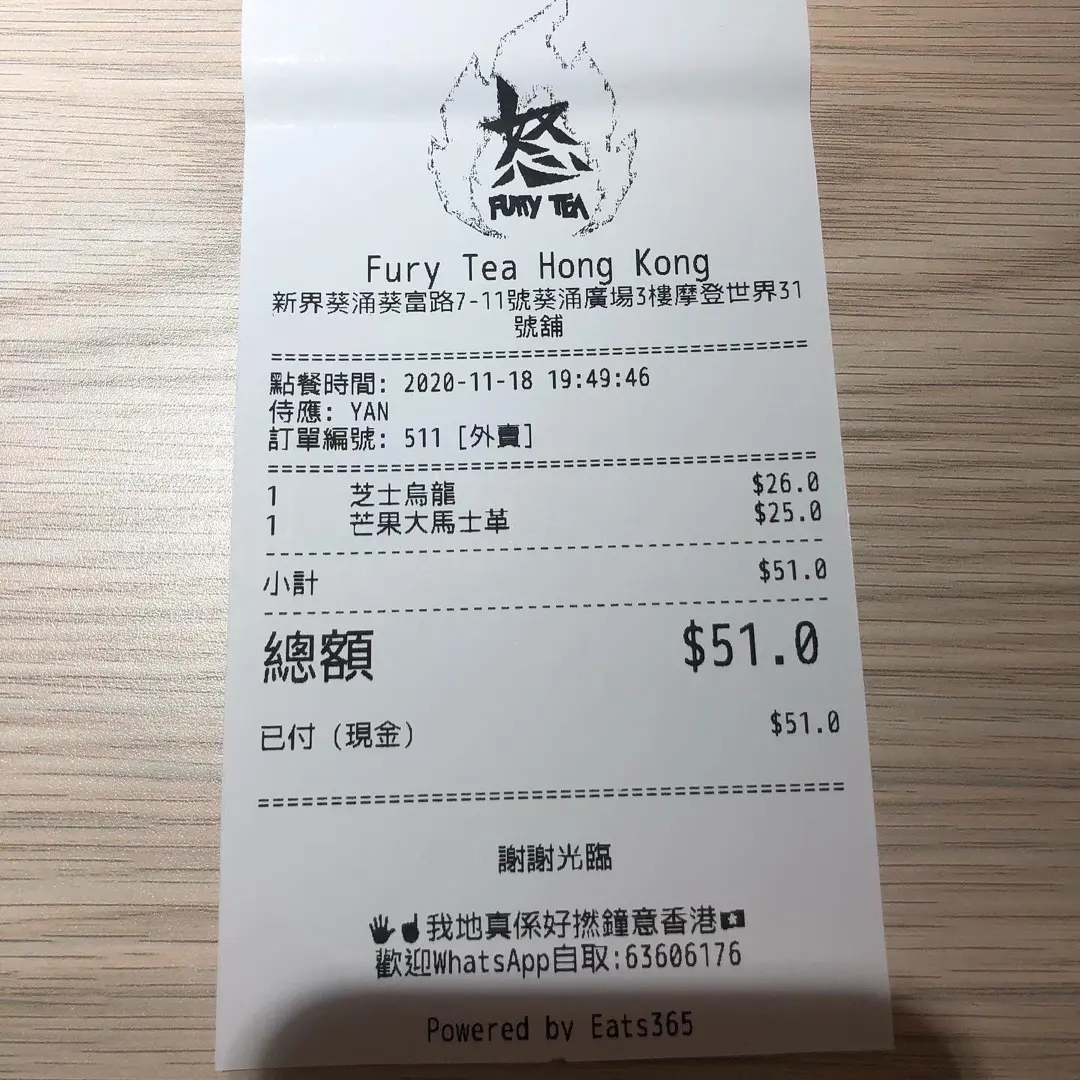 怒
FURY TEA
Fury Tea Hong Kong
新界葵涌葵富路7-11號葵涌廣場3樓摩登世界31
號舖
點餐時間: 2020-11-18 19:49:46
侍應: YAN
訂單編號: 511 [外賣]
1 芝士烏龍 $26.0
1 芒果大馬士革 $25.0
小計 $51.0
總額 $51.0
已付 (現金) $51.0
謝謝光臨
🖐☝我地真係好撚鐘意香港🇭🇰
歡迎WhatsApp自取:63606176
Powered by Eats365